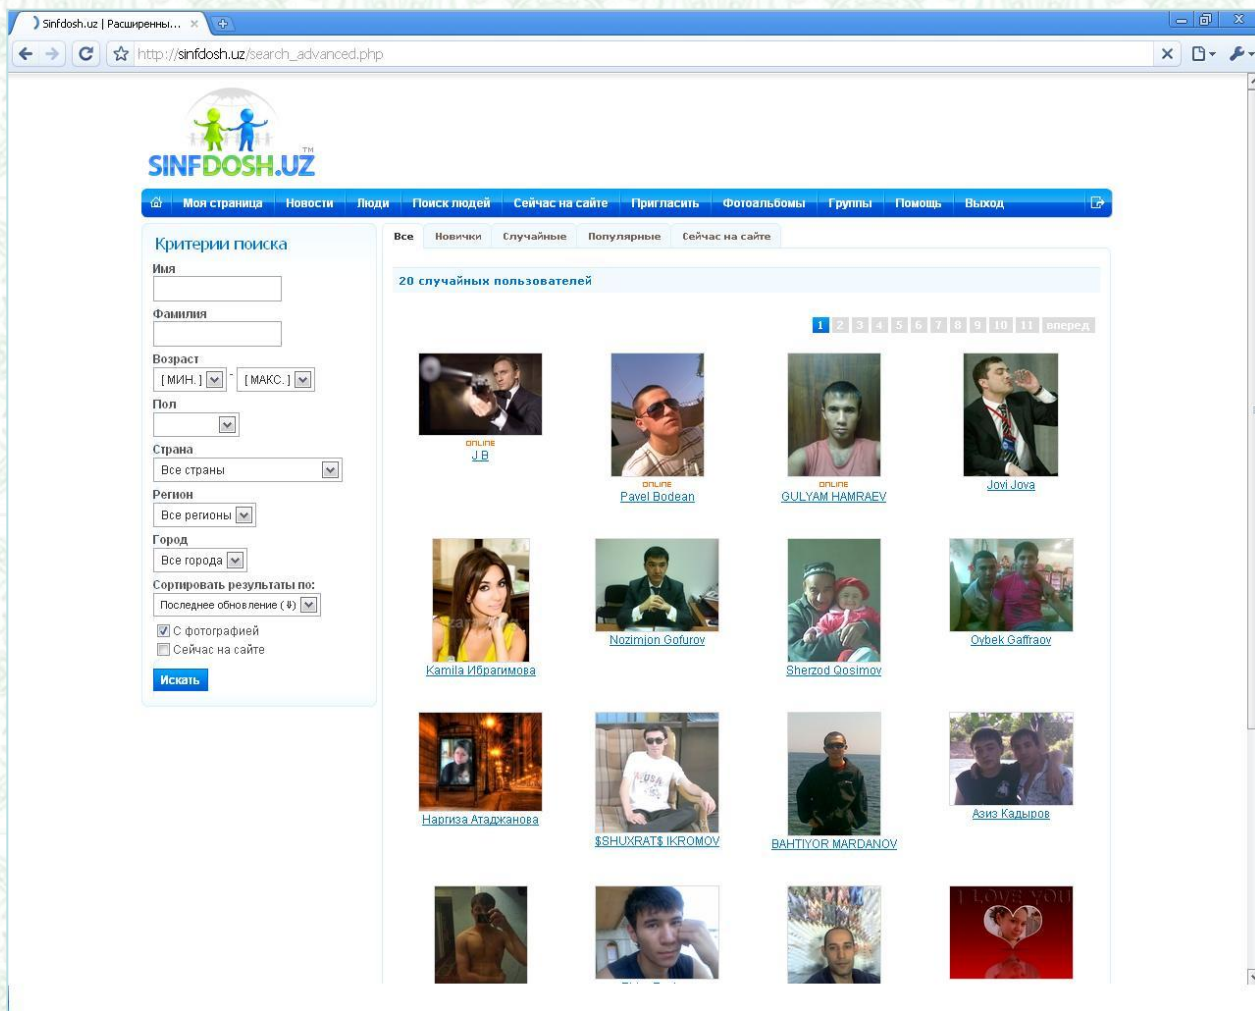 Sinfdosh.uz | Расширенны...
http://sinfdosh.uz/search_advanced.php
SINFDOSH.UZ™
Моя страница Новости Люди Поиск людей Сейчас на сайте Пригласить Фотоальбомы Группы Помощь Выход
Критерии поиска
Имя
Фамилия
Возраст
[ МИН. ] - [ МАКС. ]
Пол
Страна
Все страны
Регион
Все регионы
Город
Все города
Сортировать результаты по:
Последнее обновление (⇓)
С фотографией
Сейчас на сайте
Искать
Все Новички Случайные Популярные Сейчас на сайте
20 случайных пользователей
1 2 3 4 5 6 7 8 9 10 11 вперед
ONLINE
J B
ONLINE
Pavel Bodean
ONLINE
GULYAM HAMRAEV
Jovi Jova
Kamila Ибрагимова
Nozimjon Gofurov
Sherzod Qosimov
Oybek Gaffraov
Наргиза Атаджанова
USA
$SHUXRAT$ IKROMOV
BAHTIYOR MARDANOV
Азиз Кадыров
I LOVE YOU